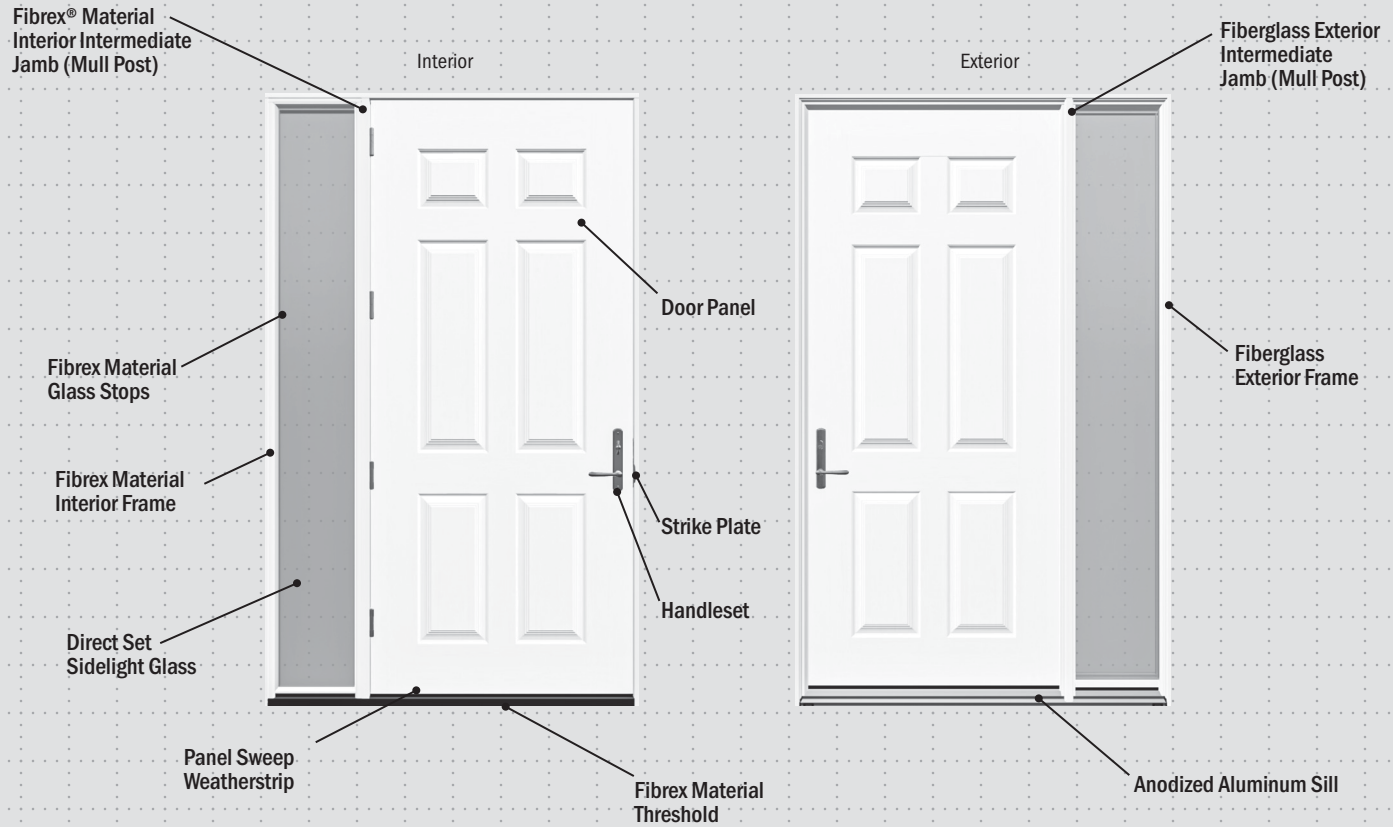 Fibrex® Material
Interior Intermediate
Jamb (Mull Post)
Interior
Exterior
Fiberglass Exterior
Intermediate
Jamb (Mull Post)
Door Panel
Fibrex Material
Glass Stops
Fiberglass
Exterior Frame
Fibrex Material
Interior Frame
Strike Plate
Handleset
Direct Set
Sidelight Glass
Panel Sweep
Weatherstrip
Fibrex Material
Threshold
Anodized Aluminum Sill